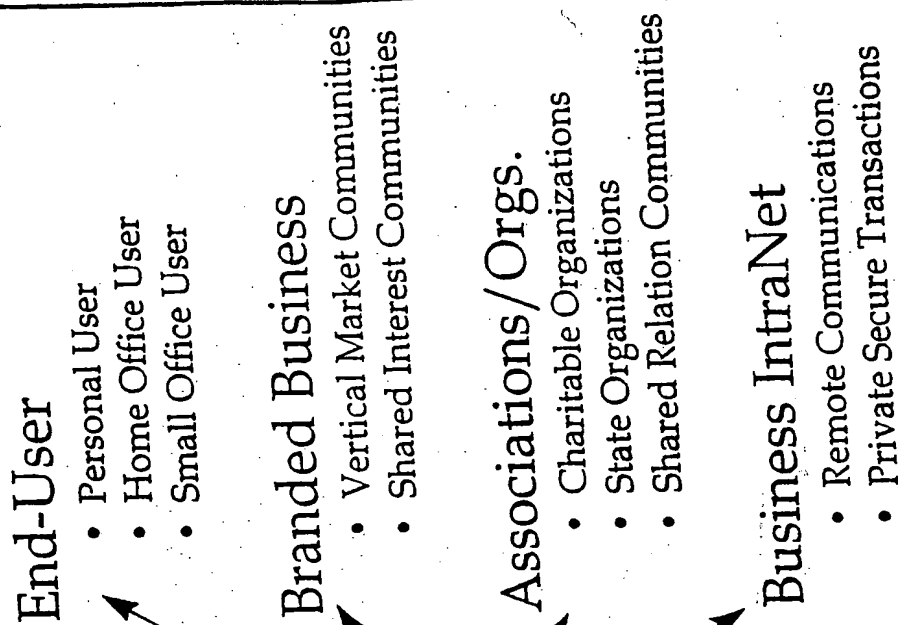 End-User
• Personal User
• Home Office User
• Small Office User
Branded Business
• Vertical Market Communities
• Shared Interest Communities
Associations/Orgs.
• Charitable Organizations
• State Organizations
• Shared Relation Communities
Business IntraNet
• Remote Communications
• Private Secure Transactions